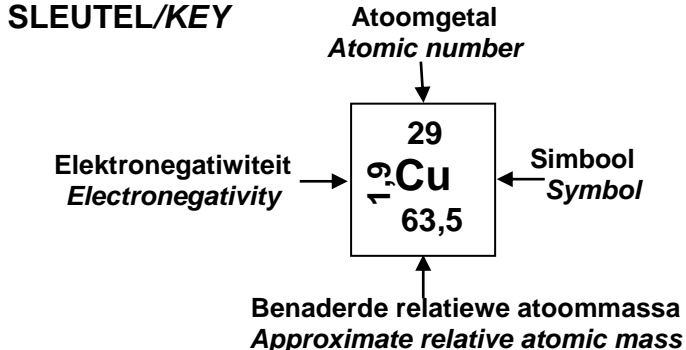 SLEUTEL/KEY
Atoomgetal
Atomic number
Elektronegatiwiteit
Electronegativity
29
1,9
Cu
63,5
Simbool
Symbol
Benaderde relatiewe atoommassa
Approximate relative atomic mass